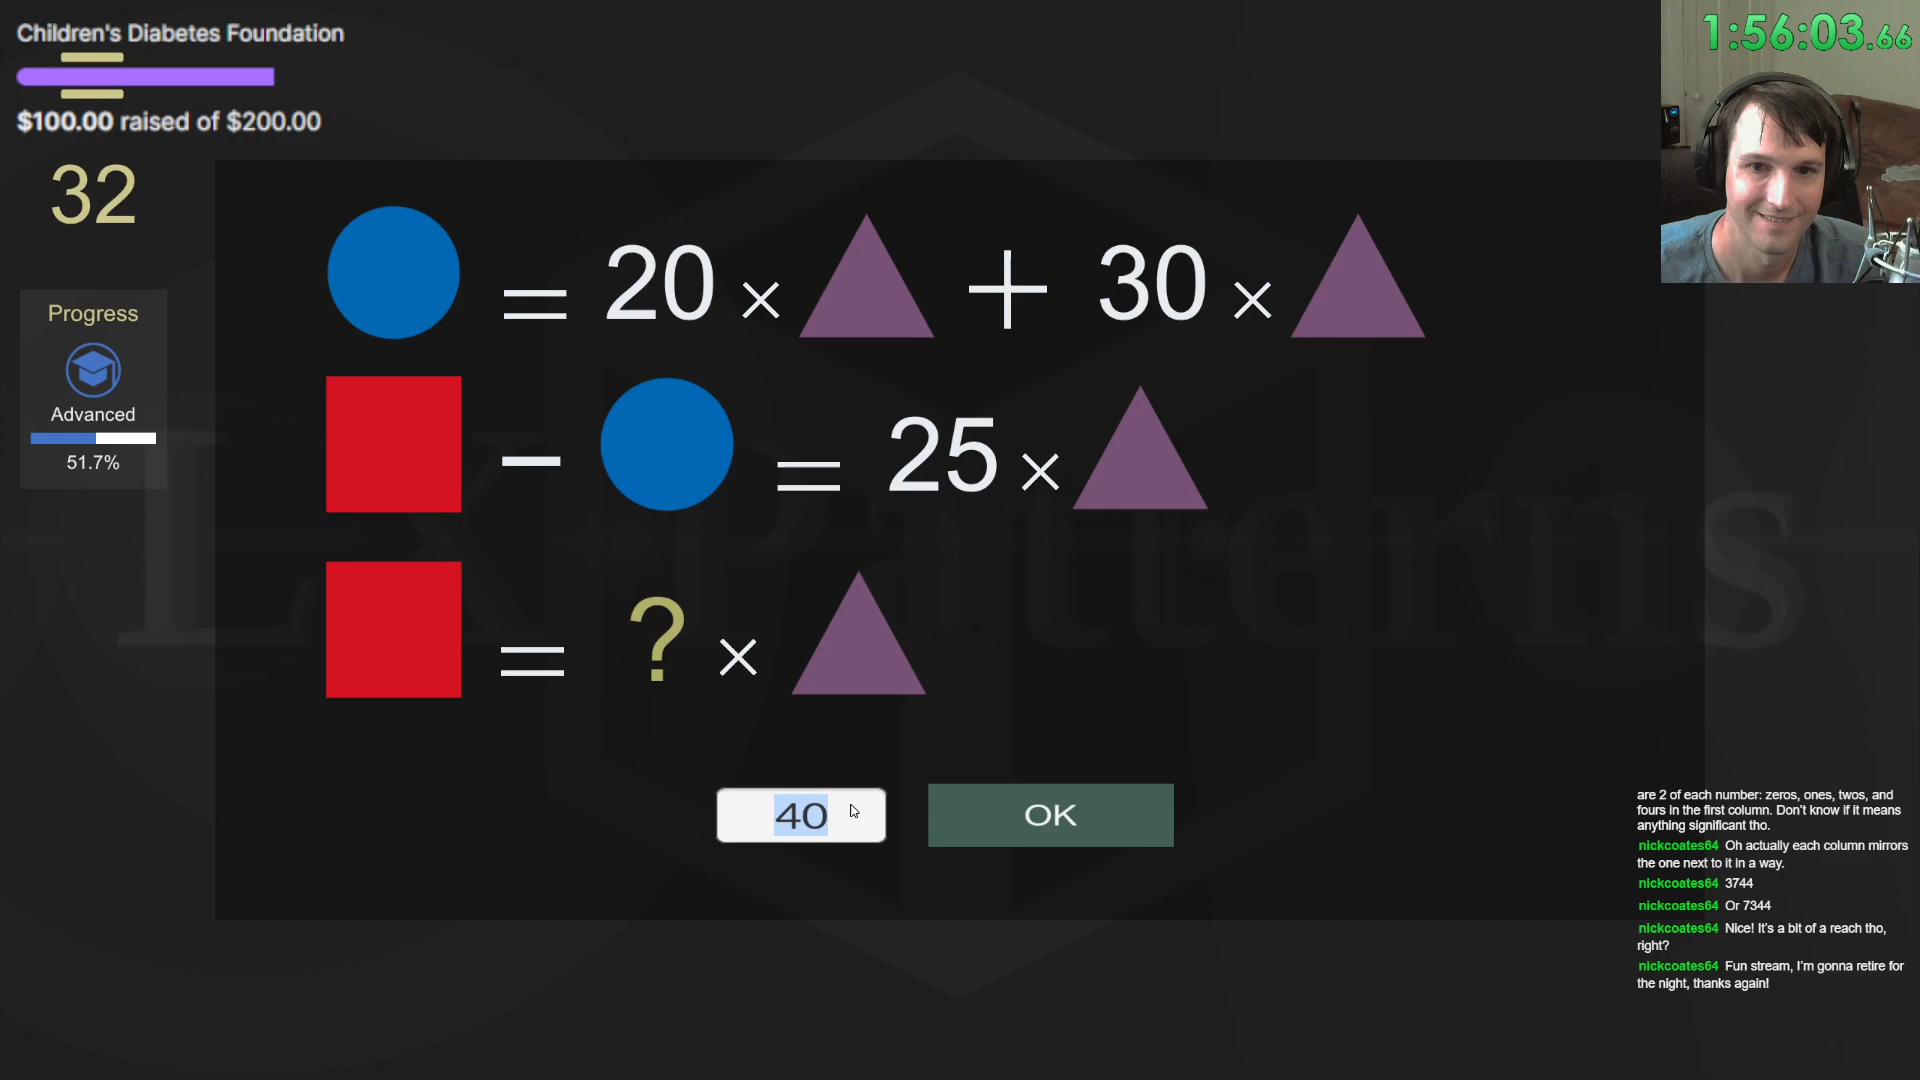 Children's Diabetes Foundation
$100.00 raised of $200.00
1:56:03.66
32
Progress
Advanced
51.7%
= 20 × + 30 ×
− = 25 ×
= ? ×
LX Patterns
40
OK
are 2 of each number: zeros, ones, twos, and
fours in the first column. Don't know if it means
anything significant tho.
nickcoates64 Oh actually each column mirrors
the one next to it in a way.
nickcoates64 3744
nickcoates64 Or 7344
nickcoates64 Nice! It's a bit of a reach tho,
right?
nickcoates64 Fun stream, I'm gonna retire for
the night, thanks again!